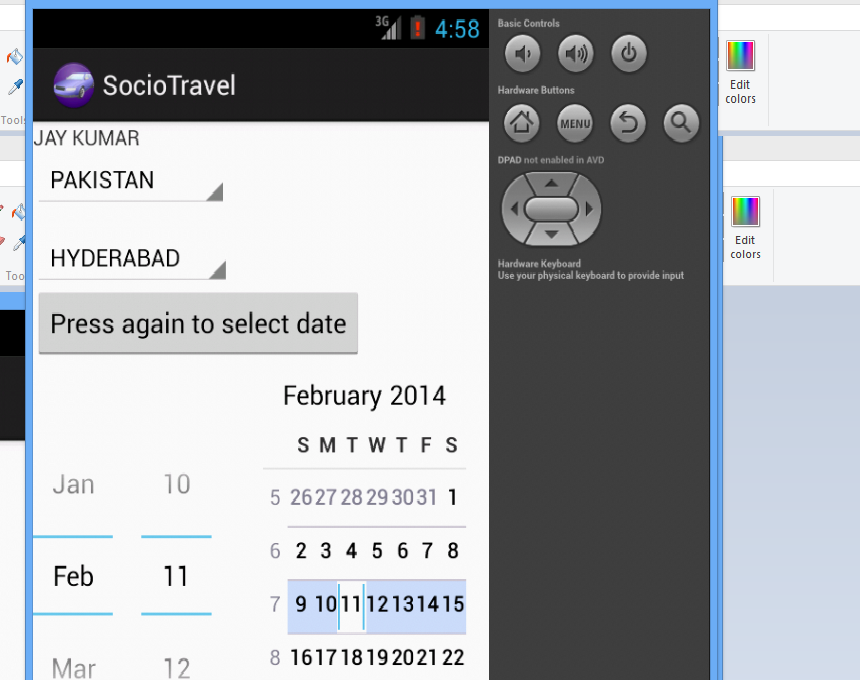 3G 4:58
SocioTravel
JAY KUMAR
PAKISTAN
HYDERABAD
Press again to select date
February 2014
S M T W T F S
5 26 27 28 29 30 31 1
6 2 3 4 5 6 7 8
7 9 10 11 12 13 14 15
8 16 17 18 19 20 21 22
Jan 10
Feb 11
Mar 12
Basic Controls
Hardware Buttons
MENU
DPAD not enabled in AVD
Hardware Keyboard
Use your physical keyboard to provide input
Edit
colors
Edit
colors
Tools
Too